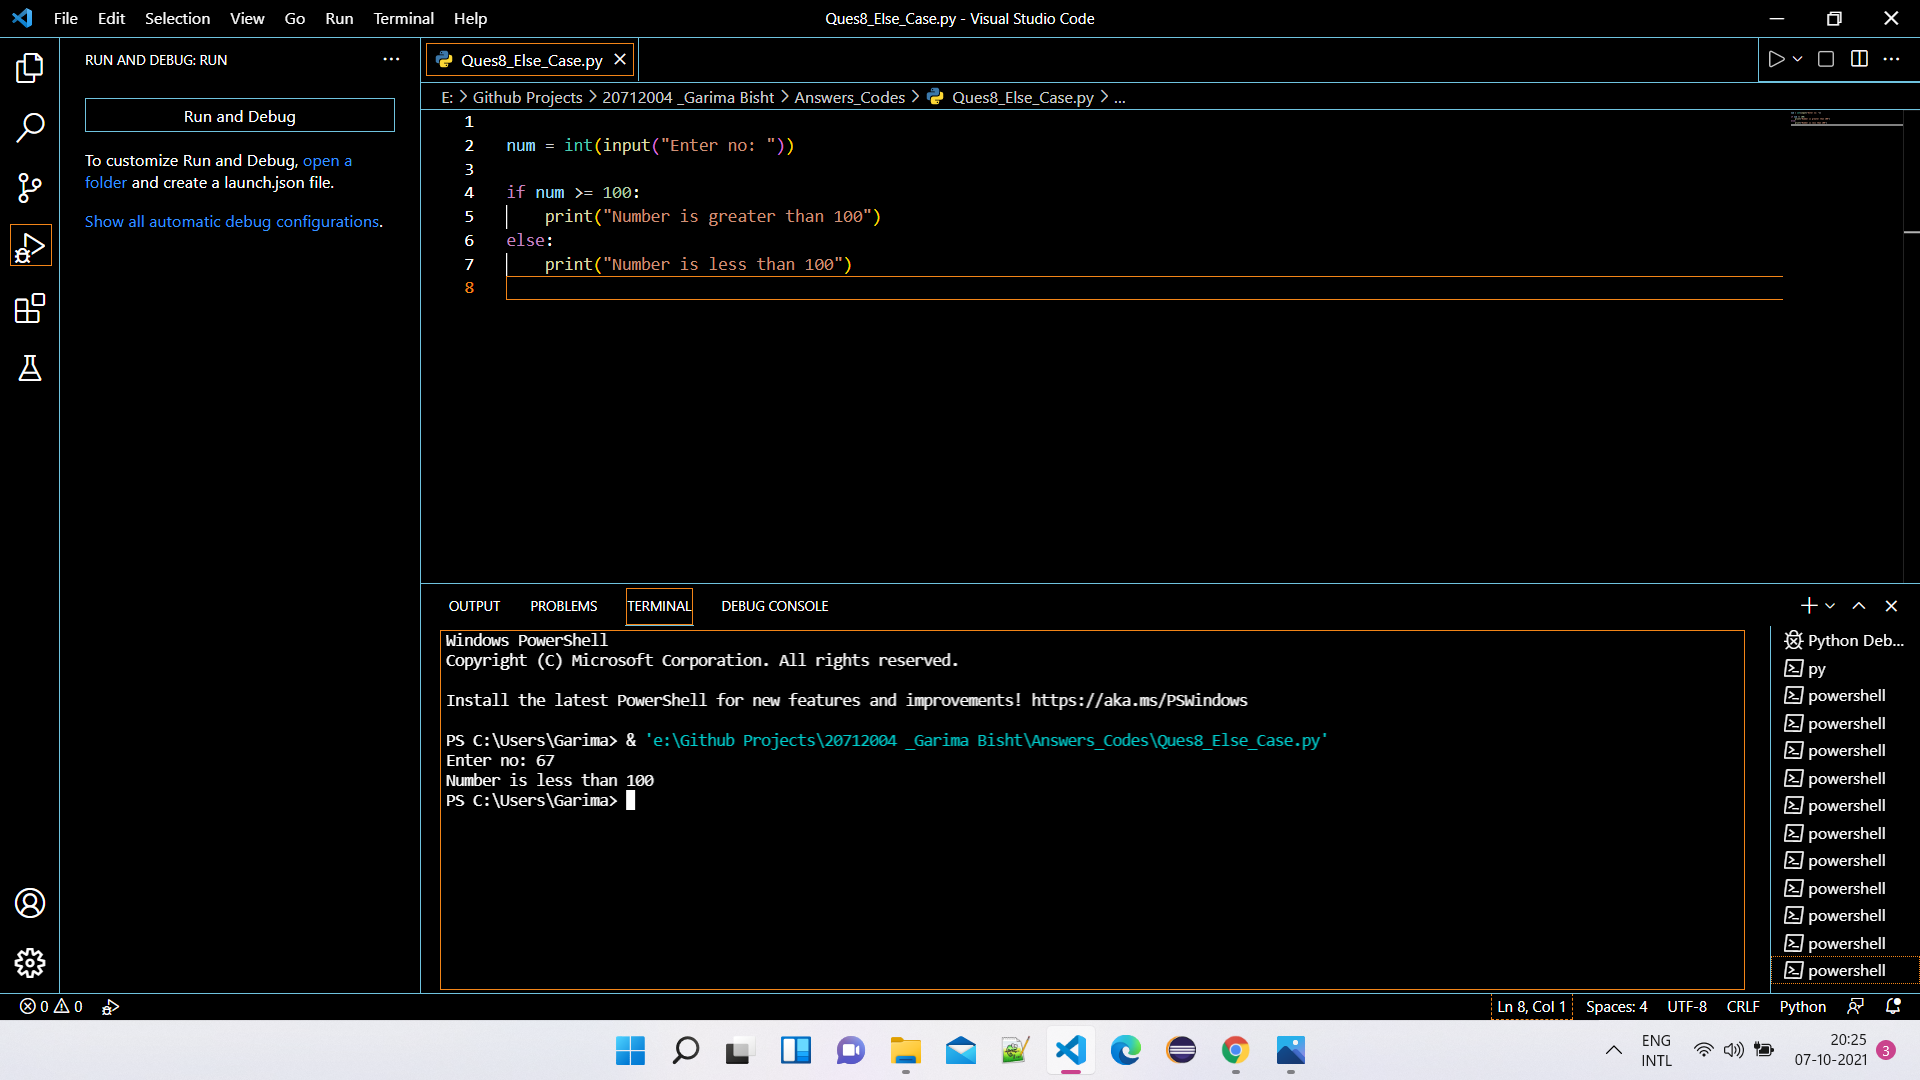 File Edit Selection View Go Run Terminal Help
Ques8_Else_Case.py - Visual Studio Code
RUN AND DEBUG: RUN
Run and Debug
To customize Run and Debug, open a
folder and create a launch.json file.
Show all automatic debug configurations.
Ques8_Else_Case.py
E: > Github Projects > 20712004 _Garima Bisht > Answers_Codes > Ques8_Else_Case.py > ...
1
2 num = int(input("Enter no: "))
3
4 if num >= 100:
5 print("Number is greater than 100")
6 else:
7 print("Number is less than 100")
8
OUTPUT PROBLEMS TERMINAL DEBUG CONSOLE
Windows PowerShell
Copyright (C) Microsoft Corporation. All rights reserved.
Install the latest PowerShell for new features and improvements! https://aka.ms/PSWindows
PS C:\Users\Garima> & 'e:\Github Projects\20712004 _Garima Bisht\Answers_Codes\Ques8_Else_Case.py'
Enter no: 67
Number is less than 100
PS C:\Users\Garima>
Python Deb...
py
powershell
powershell
powershell
powershell
powershell
powershell
powershell
powershell
powershell
powershell
powershell
0 0
Ln 8, Col 1 Spaces: 4 UTF-8 CRLF Python
ENG
INTL
20:25
07-10-2021
3